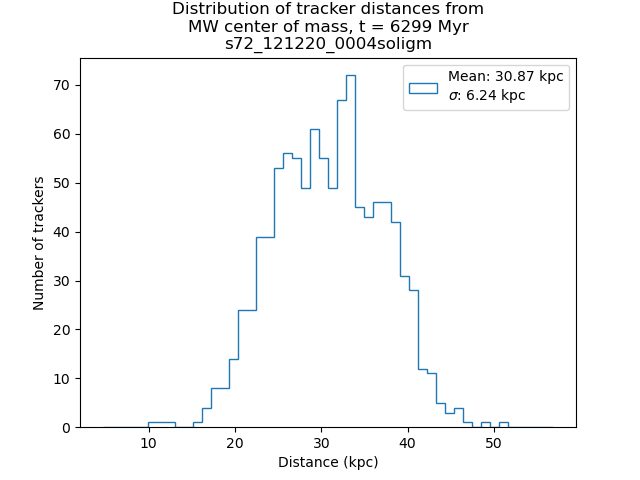 Distribution of tracker distances from
MW center of mass, t = 6299 Myr
s72_121220_0004soligm
Mean: 30.87 kpc
σ: 6.24 kpc
Number of trackers
70
60
50
40
30
20
10
0
10 20 30 40 50
Distance (kpc)